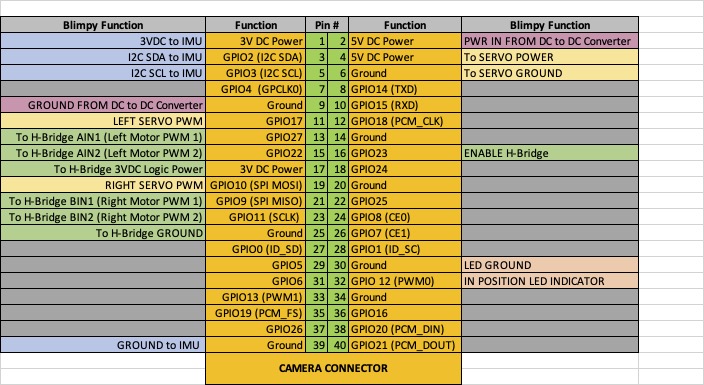 Blimpy Function Function Pin # Function Blimpy Function
3VDC to IMU 3V DC Power 1 2 5V DC Power PWR IN FROM DC to DC Converter
I2C SDA to IMU GPIO2 (I2C SDA) 3 4 5V DC Power To SERVO POWER
I2C SCL to IMU GPIO3 (I2C SCL) 5 6 Ground To SERVO GROUND
GPIO4 (GPCLK0) 7 8 GPIO14 (TXD)
GROUND FROM DC to DC Converter Ground 9 10 GPIO15 (RXD)
LEFT SERVO PWM GPIO17 11 12 GPIO18 (PCM_CLK)
To H-Bridge AIN1 (Left Motor PWM 1) GPIO27 13 14 Ground
To H-Bridge AIN2 (Left Motor PWM 2) GPIO22 15 16 GPIO23 ENABLE H-Bridge
To H-Bridge 3VDC Logic Power 3V DC Power 17 18 GPIO24
RIGHT SERVO PWM GPIO10 (SPI MOSI) 19 20 Ground
To H-Bridge BIN1 (Right Motor PWM 1) GPIO9 (SPI MISO) 21 22 GPIO25
To H-Bridge BIN2 (Right Motor PWM 2) GPIO11 (SCLK) 23 24 GPIO8 (CE0)
To H-Bridge GROUND Ground 25 26 GPIO7 (CE1)
GPIO0 (ID_SD) 27 28 GPIO1 (ID_SC)
GPIO5 29 30 Ground LED GROUND
GPIO6 31 32 GPIO 12 (PWM0) IN POSITION LED INDICATOR
GPIO13 (PWM1) 33 34 Ground
GPIO19 (PCM_FS) 35 36 GPIO16
GPIO26 37 38 GPIO20 (PCM_DIN)
GROUND to IMU Ground 39 40 GPIO21 (PCM_DOUT)
CAMERA CONNECTOR